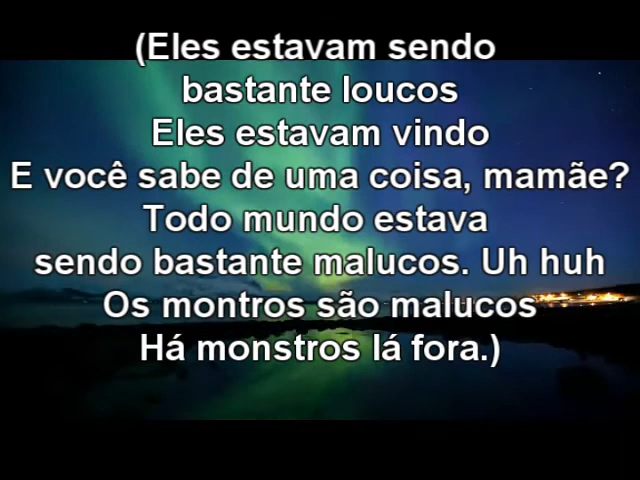 (Eles estavam sendo
bastante loucos
Eles estavam vindo
E você sabe de uma coisa, mamãe?
Todo mundo estava
sendo bastante malucos. Uh huh
Os montros são malucos
Há monstros lá fora.)